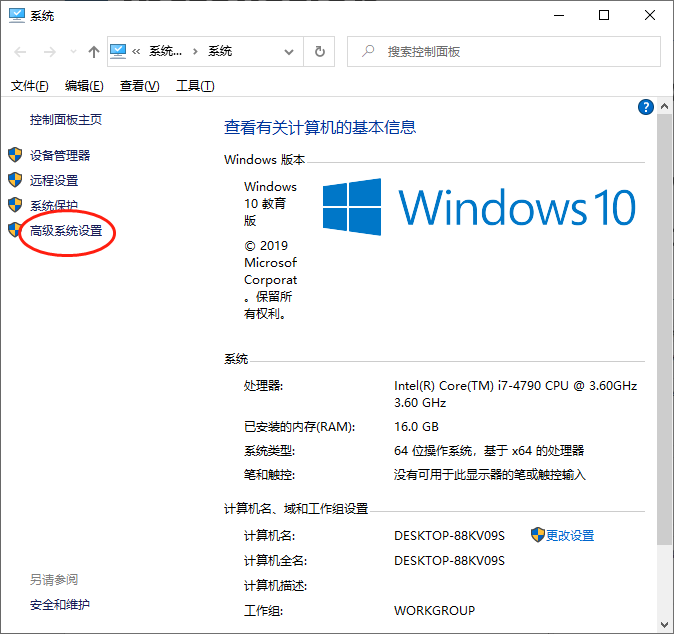 系统
« 系统... › 系统
搜索控制面板
文件(F) 编辑(E) 查看(V) 工具(T)
控制面板主页
设备管理器
远程设置
系统保护
高级系统设置
另请参阅
安全和维护
?
查看有关计算机的基本信息
Windows 版本
Windows
10 教育
版
© 2019
Microsof
Corporat
。保留所
有权利。
Windows 10
系统
处理器: Intel(R) Core(TM) i7-4790 CPU @ 3.60GHz
3.60 GHz
已安装的内存(RAM): 16.0 GB
系统类型: 64 位操作系统，基于 x64 的处理器
笔和触控: 没有可用于此显示器的笔或触控输入
计算机名、域和工作组设置
计算机名: DESKTOP-88KV09S 更改设置
计算机全名: DESKTOP-88KV09S
计算机描述:
工作组: WORKGROUP